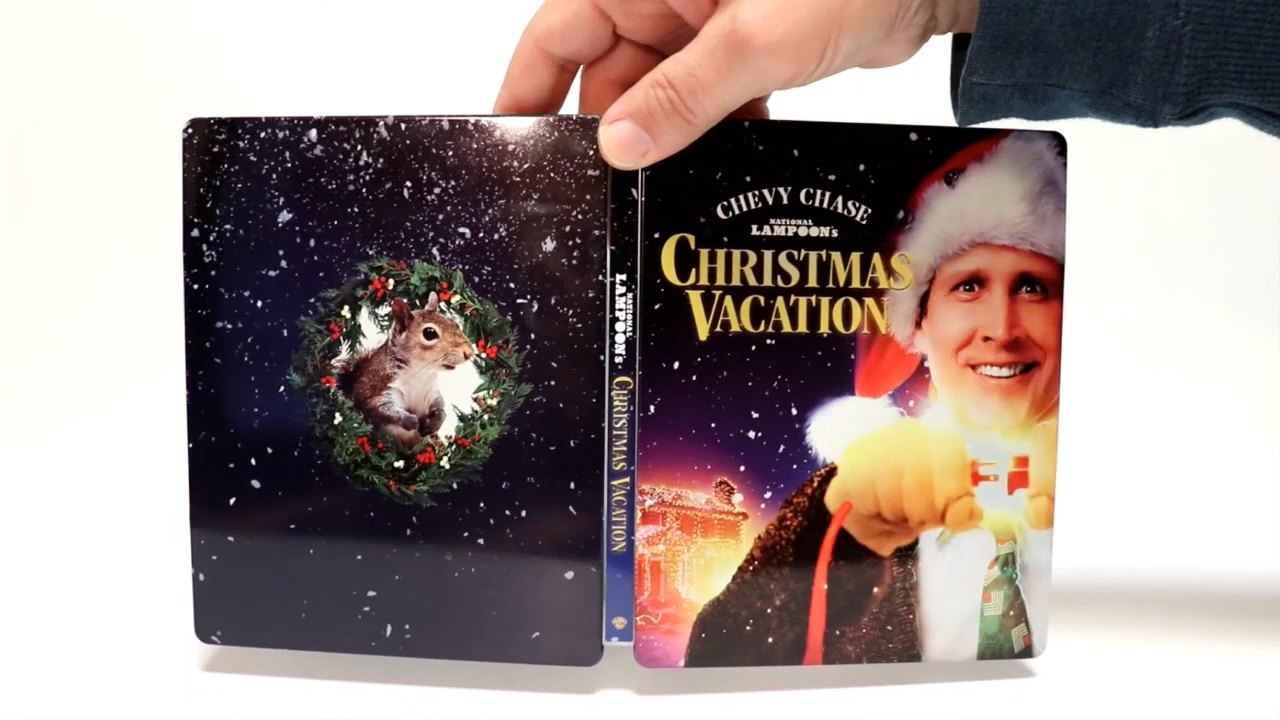 CHEVY CHASE
NATIONAL
LAMPOON'S
CHRISTMAS
VACATION
NATIONAL
LAMPOON'S
CHRISTMAS VACATION